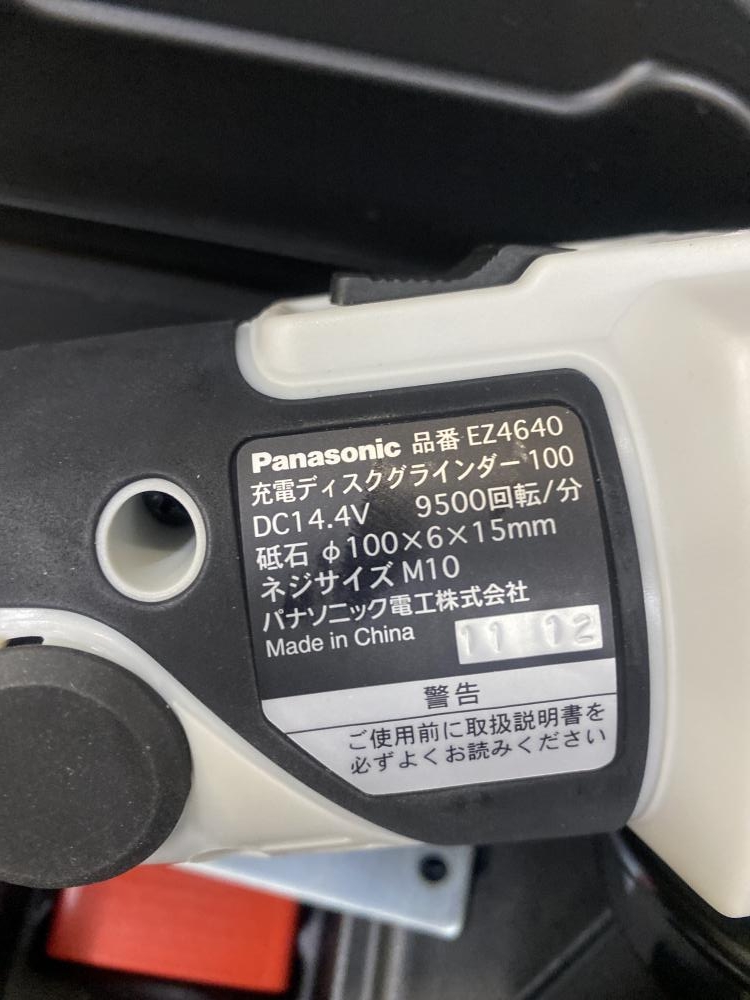 Panasonic 品番 EZ4640
充電ディスクグラインダー100
DC14.4V 9500回転/分
砥石 φ100×6×15mm
ネジサイズ M10
パナソニック電工株式会社
Made in China 11 12
警告
ご使用前に取扱説明書を
必ずよくお読みください